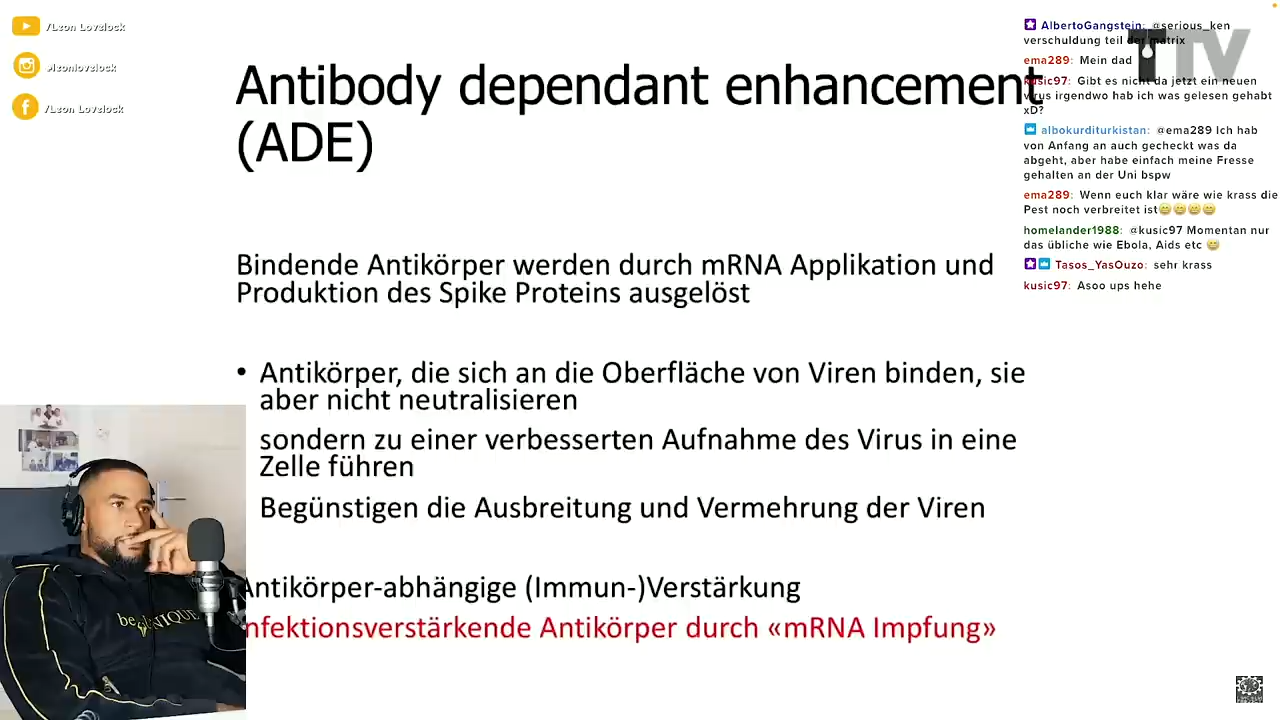 /Leon Lovelock
leonlovelock
/Leon Lovelock
Antibody dependant enhancement
(ADE)
Bindende Antikörper werden durch mRNA Applikation und
Produktion des Spike Proteins ausgelöst
• Antikörper, die sich an die Oberfläche von Viren binden, sie
aber nicht neutralisieren
sondern zu einer verbesserten Aufnahme des Virus in eine
Zelle führen
Begünstigen die Ausbreitung und Vermehrung der Viren
Antikörper-abhängige (Immun-)Verstärkung
nfektionsverstärkende Antikörper durch «mRNA Impfung»
TTV
AlbertoGangstein: @serious_ken
verschuldung teil der matrix
ema289: Mein dad
kusic97: Gibt es nicht da jetzt ein neuen
virus irgendwo hab ich was gelesen gehabt
xD?
albokurditurkistan: @ema289 Ich hab
von Anfang an auch gecheckt was da
abgeht, aber habe einfach meine Fresse
gehalten an der Uni bspw
ema289: Wenn euch klar wäre wie krass die
Pest noch verbreitet ist😄😄😄😄
homelander1988: @kusic97 Momentan nur
das übliche wie Ebola, Aids etc 😅
Tasos_YasOuzo: sehr krass
kusic97: Asoo ups hehe